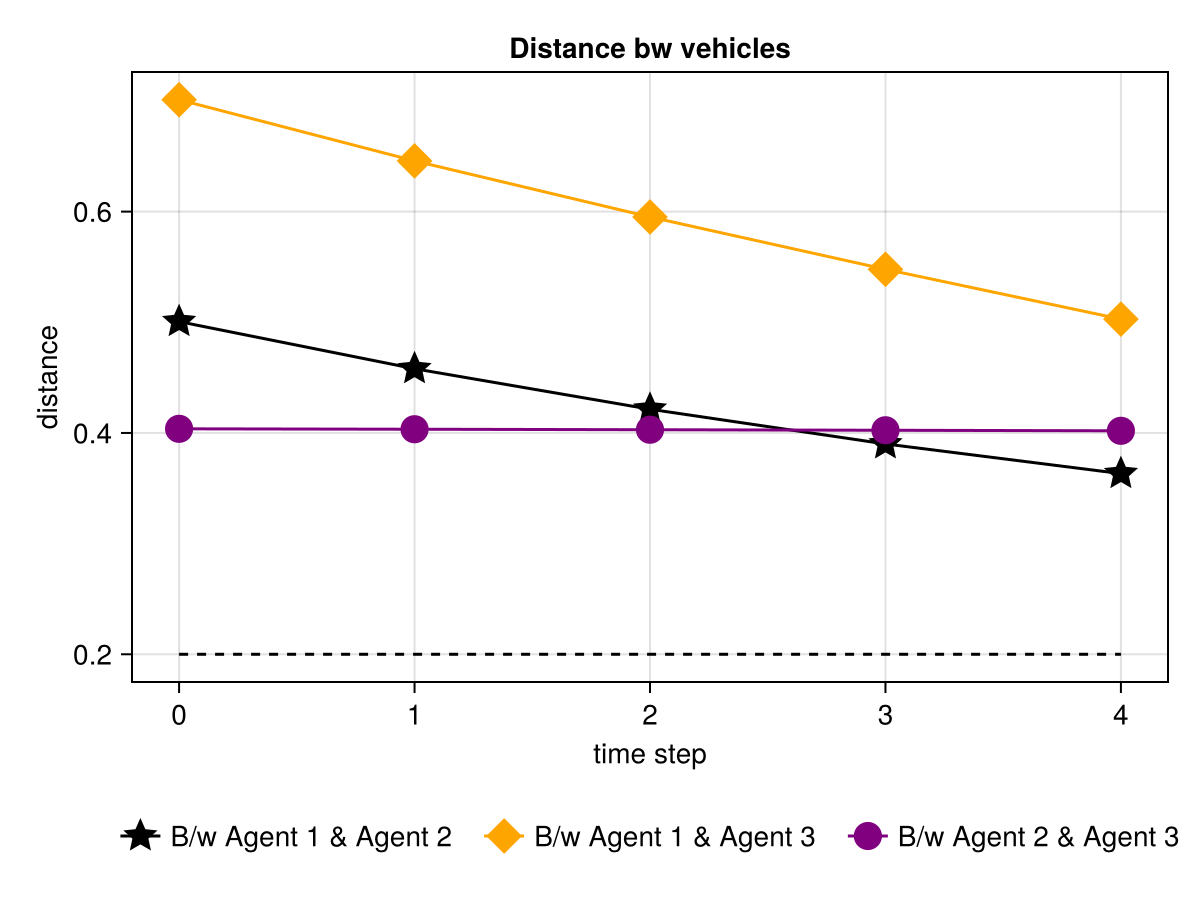 Distance bw vehicles
distance
0.6
0.4
0.2
0 1 2 3 4
time step
B/w Agent 1 & Agent 2 B/w Agent 1 & Agent 3 B/w Agent 2 & Agent 3